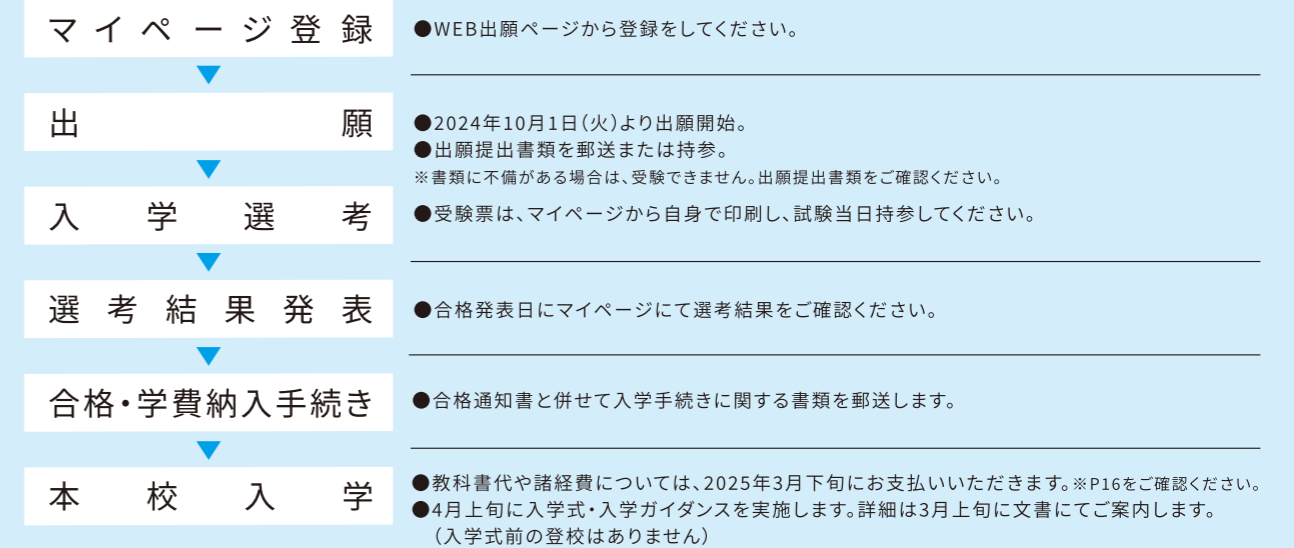 マイページ登録
●WEB出願ページから登録をしてください。
出願
●2024年10月1日(火)より出願開始。
●出願提出書類を郵送または持参。
※書類に不備がある場合は、受験できません。出願提出書類をご確認ください。
入学選考
●受験票は、マイページから自身で印刷し、試験当日持参してください。
選考結果発表
●合格発表日にマイページにて選考結果をご確認ください。
合格・学費納入手続き
●合格通知書と併せて入学手続きに関する書類を郵送します。
本校入学
●教科書代や諸経費については、2025年3月下旬にお支払いいただきます。※P16をご確認ください。
●4月上旬に入学式・入学ガイダンスを実施します。詳細は3月上旬に文書にてご案内します。
(入学式前の登校はありません)